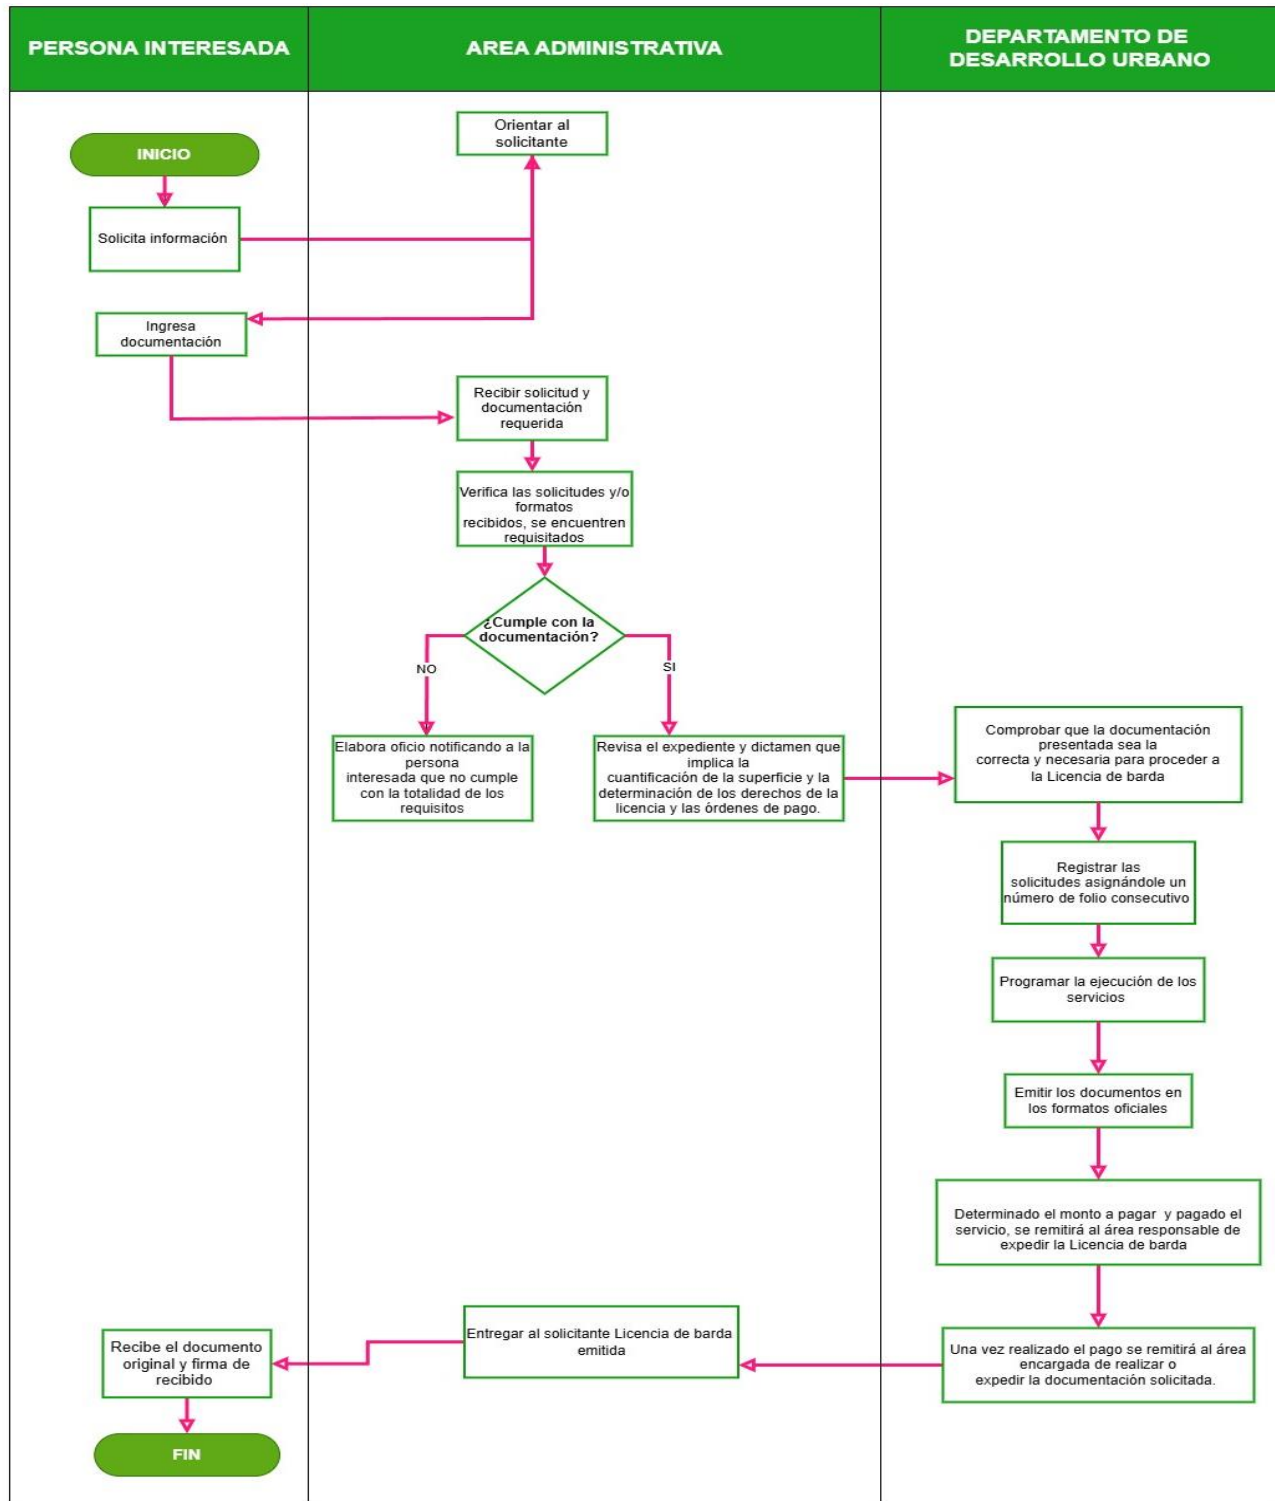 PERSONA INTERESADA
AREA ADMINISTRATIVA
DEPARTAMENTO DE
DESARROLLO URBANO
INICIO
Orientar al
solicitante
Solicita información
Ingresa
documentación
Recibir solicitud y
documentación
requerida
Verifica las solicitudes y/o
formatos
recibidos, se encuentren
requisitados
¿Cumple con la
documentación?
NO
SI
Elabora oficio notificando a la
persona
interesada que no cumple
con la totalidad de los
requisitos
Revisa el expediente y dictamen que
implica la
cuantificación de la superficie y la
determinación de los derechos de la
licencia y las órdenes de pago.
Comprobar que la documentación
presentada sea la
correcta y necesaria para proceder a
la Licencia de barda
Registrar las
solicitudes asignándole un
número de folio consecutivo
Programar la ejecución de los
servicios
Emitir los documentos en
los formatos oficiales
Determinado el monto a pagar y pagado el
servicio, se remitirá al área responsable de
expedir la Licencia de barda
Una vez realizado el pago se remitirá al área
encargada de realizar o
expedir la documentación solicitada.
Entregar al solicitante Licencia de barda
emitida
Recibe el documento
original y firma de
recibido
FIN